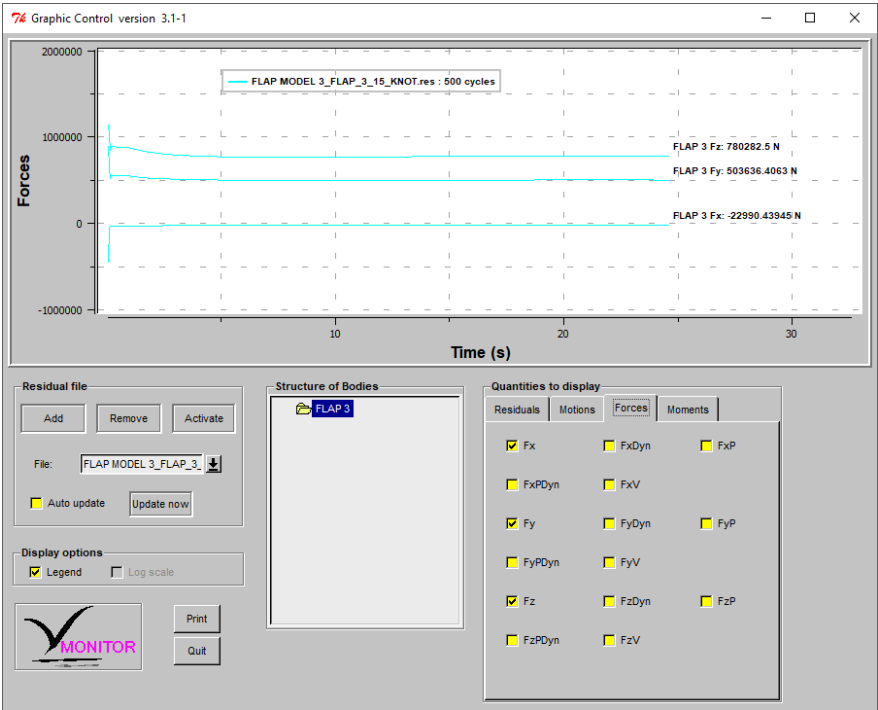 Graphic Control version 3.1-1
2000000
FLAP MODEL 3_FLAP_3_15_KNOT.res : 500 cycles
1000000
FLAP 3 Fz: 780282.5 N
FLAP 3 Fy: 503636.4063 N
Forces
FLAP 3 Fx: -22990.43945 N
0
-1000000
10 20 30
Time (s)
Residual file
Add Remove Activate
File: FLAP MODEL 3_FLAP_3_
Auto update Update now
Display options
Legend Log scale
MONITOR
Print
Quit
Structure of Bodies
FLAP 3
Quantities to display
Residuals Motions Forces Moments
Fx FxDyn FxP
FxPDyn FxV
Fy FyDyn FyP
FyPDyn FyV
Fz FzDyn FzP
FzPDyn FzV